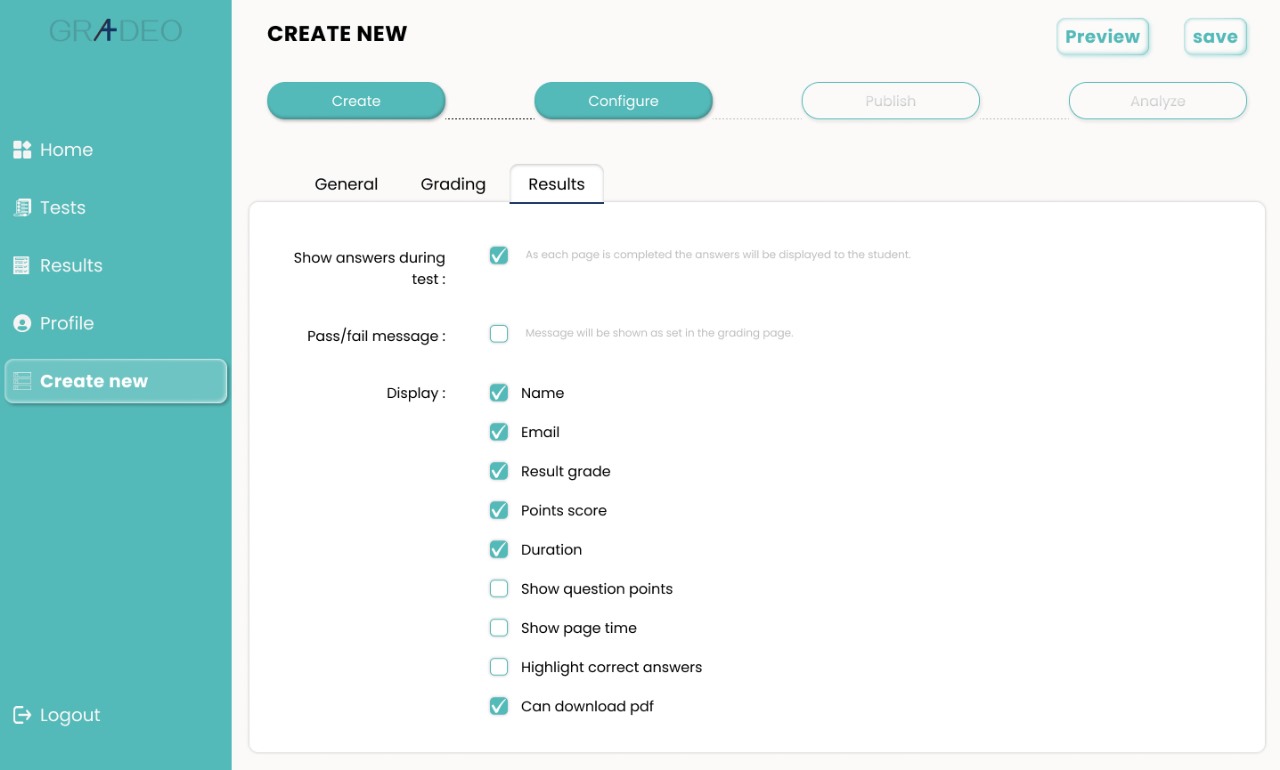 GRADEO
CREATE NEW
Preview
save
Create
Configure
Publish
Analyze
Home
Tests
Results
Profile
Create new
Logout
General
Grading
Results
Show answers during
test :
As each page is completed the answers will be displayed to the student.
Pass/fail message :
Message will be shown as set in the grading page.
Display :
Name
Email
Result grade
Points score
Duration
Show question points
Show page time
Highlight correct answers
Can download pdf